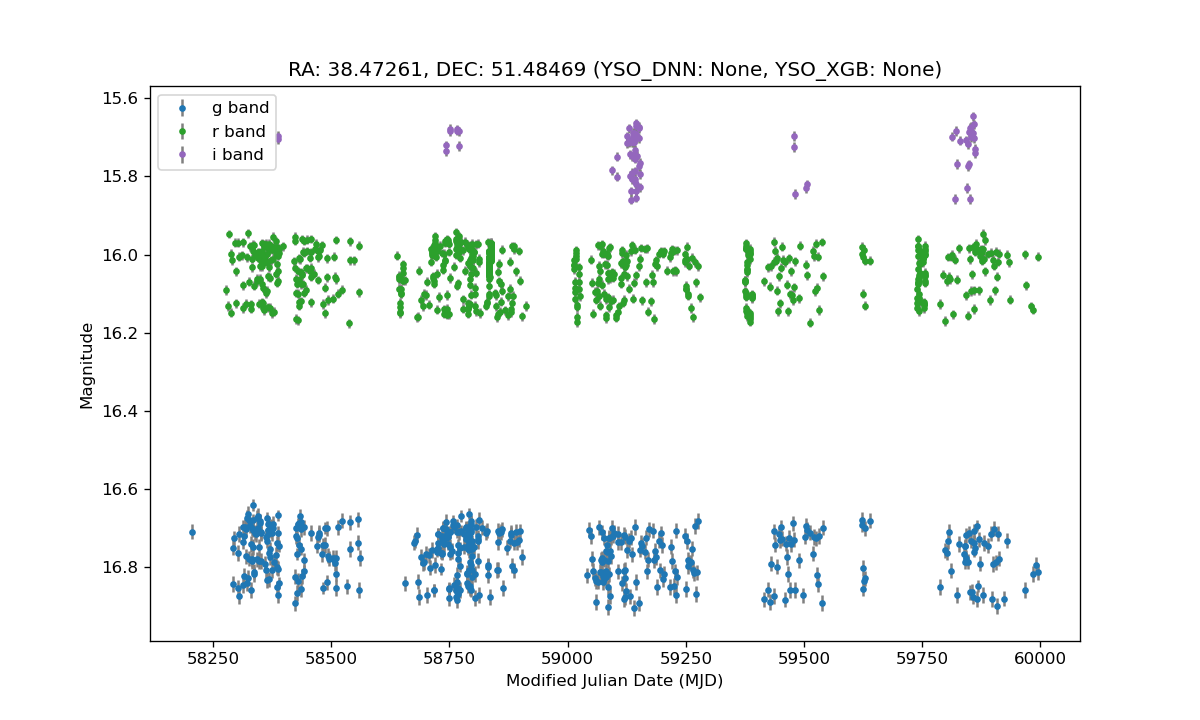 RA: 38.47261, DEC: 51.48469 (YSO_DNN: None, YSO_XGB: None)
g band
r band
i band
15.6
15.8
16.0
16.2
16.4
16.6
16.8
Magnitude
58250 58500 58750 59000 59250 59500 59750 60000
Modified Julian Date (MJD)